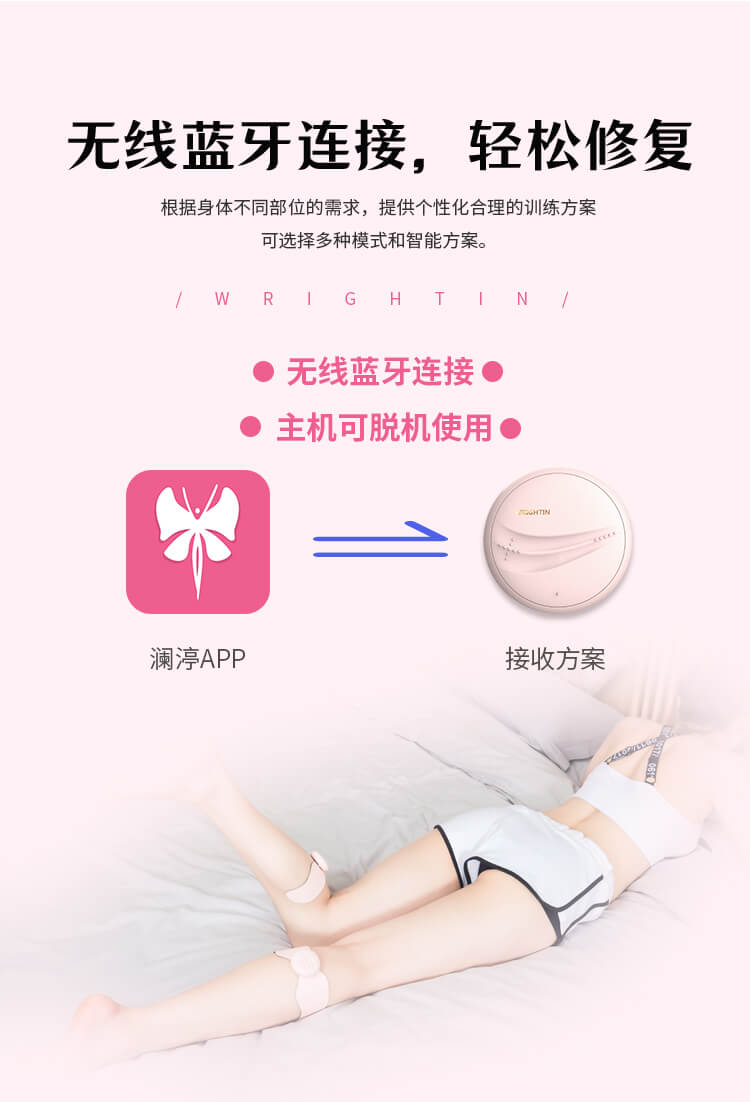 无线蓝牙连接，轻松修复
根据身体不同部位的需求，提供个性化合理的训练方案
可选择多种模式和智能方案。
/ W R I G H T I N /
● 无线蓝牙连接 ●
● 主机可脱机使用 ●
澜渟APP
接收方案